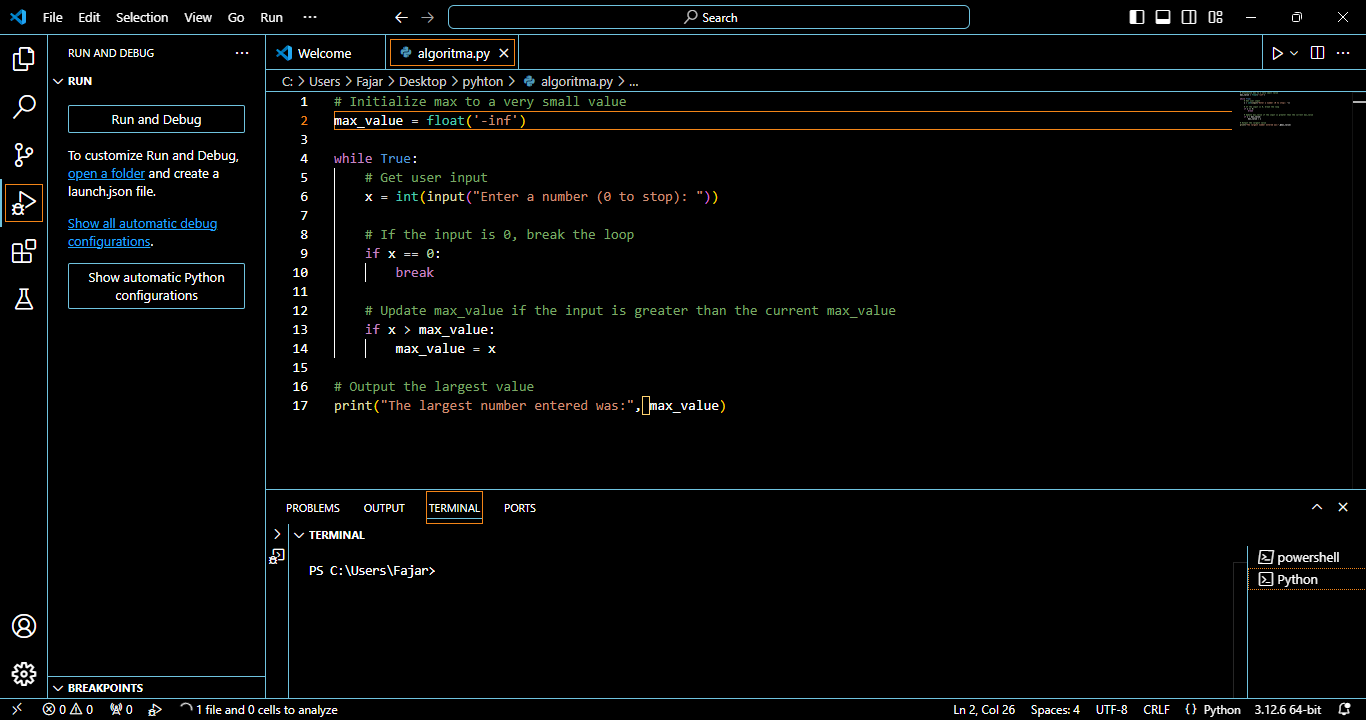 File Edit Selection View Go Run ··· Search
RUN AND DEBUG ···
RUN
Run and Debug
To customize Run and Debug,
open a folder and create a
launch.json file.
Show all automatic debug
configurations.
Show automatic Python
configurations
BREAKPOINTS
Welcome algoritma.py
C: > Users > Fajar > Desktop > pyhton > algoritma.py > ...
1 # Initialize max to a very small value
2 max_value = float('-inf')
3
4 while True:
5     # Get user input
6     x = int(input("Enter a number (0 to stop): "))
7
8     # If the input is 0, break the loop
9     if x == 0:
10         break
11
12     # Update max_value if the input is greater than the current max_value
13     if x > max_value:
14         max_value = x
15
16 # Output the largest value
17 print("The largest number entered was:", max_value)
PROBLEMS OUTPUT TERMINAL PORTS
TERMINAL
PS C:\Users\Fajar>
powershell
Python
0 0 0 1 file and 0 cells to analyze Ln 2, Col 26 Spaces: 4 UTF-8 CRLF {} Python 3.12.6 64-bit